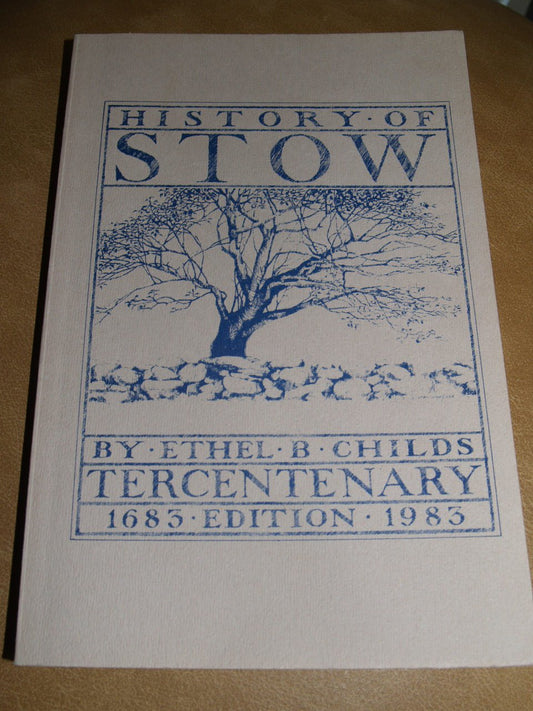 HISTORY · OF
STOW
BY · ETHEL · B · CHILDS
TERCENTENARY
1683 · EDITION · 1983